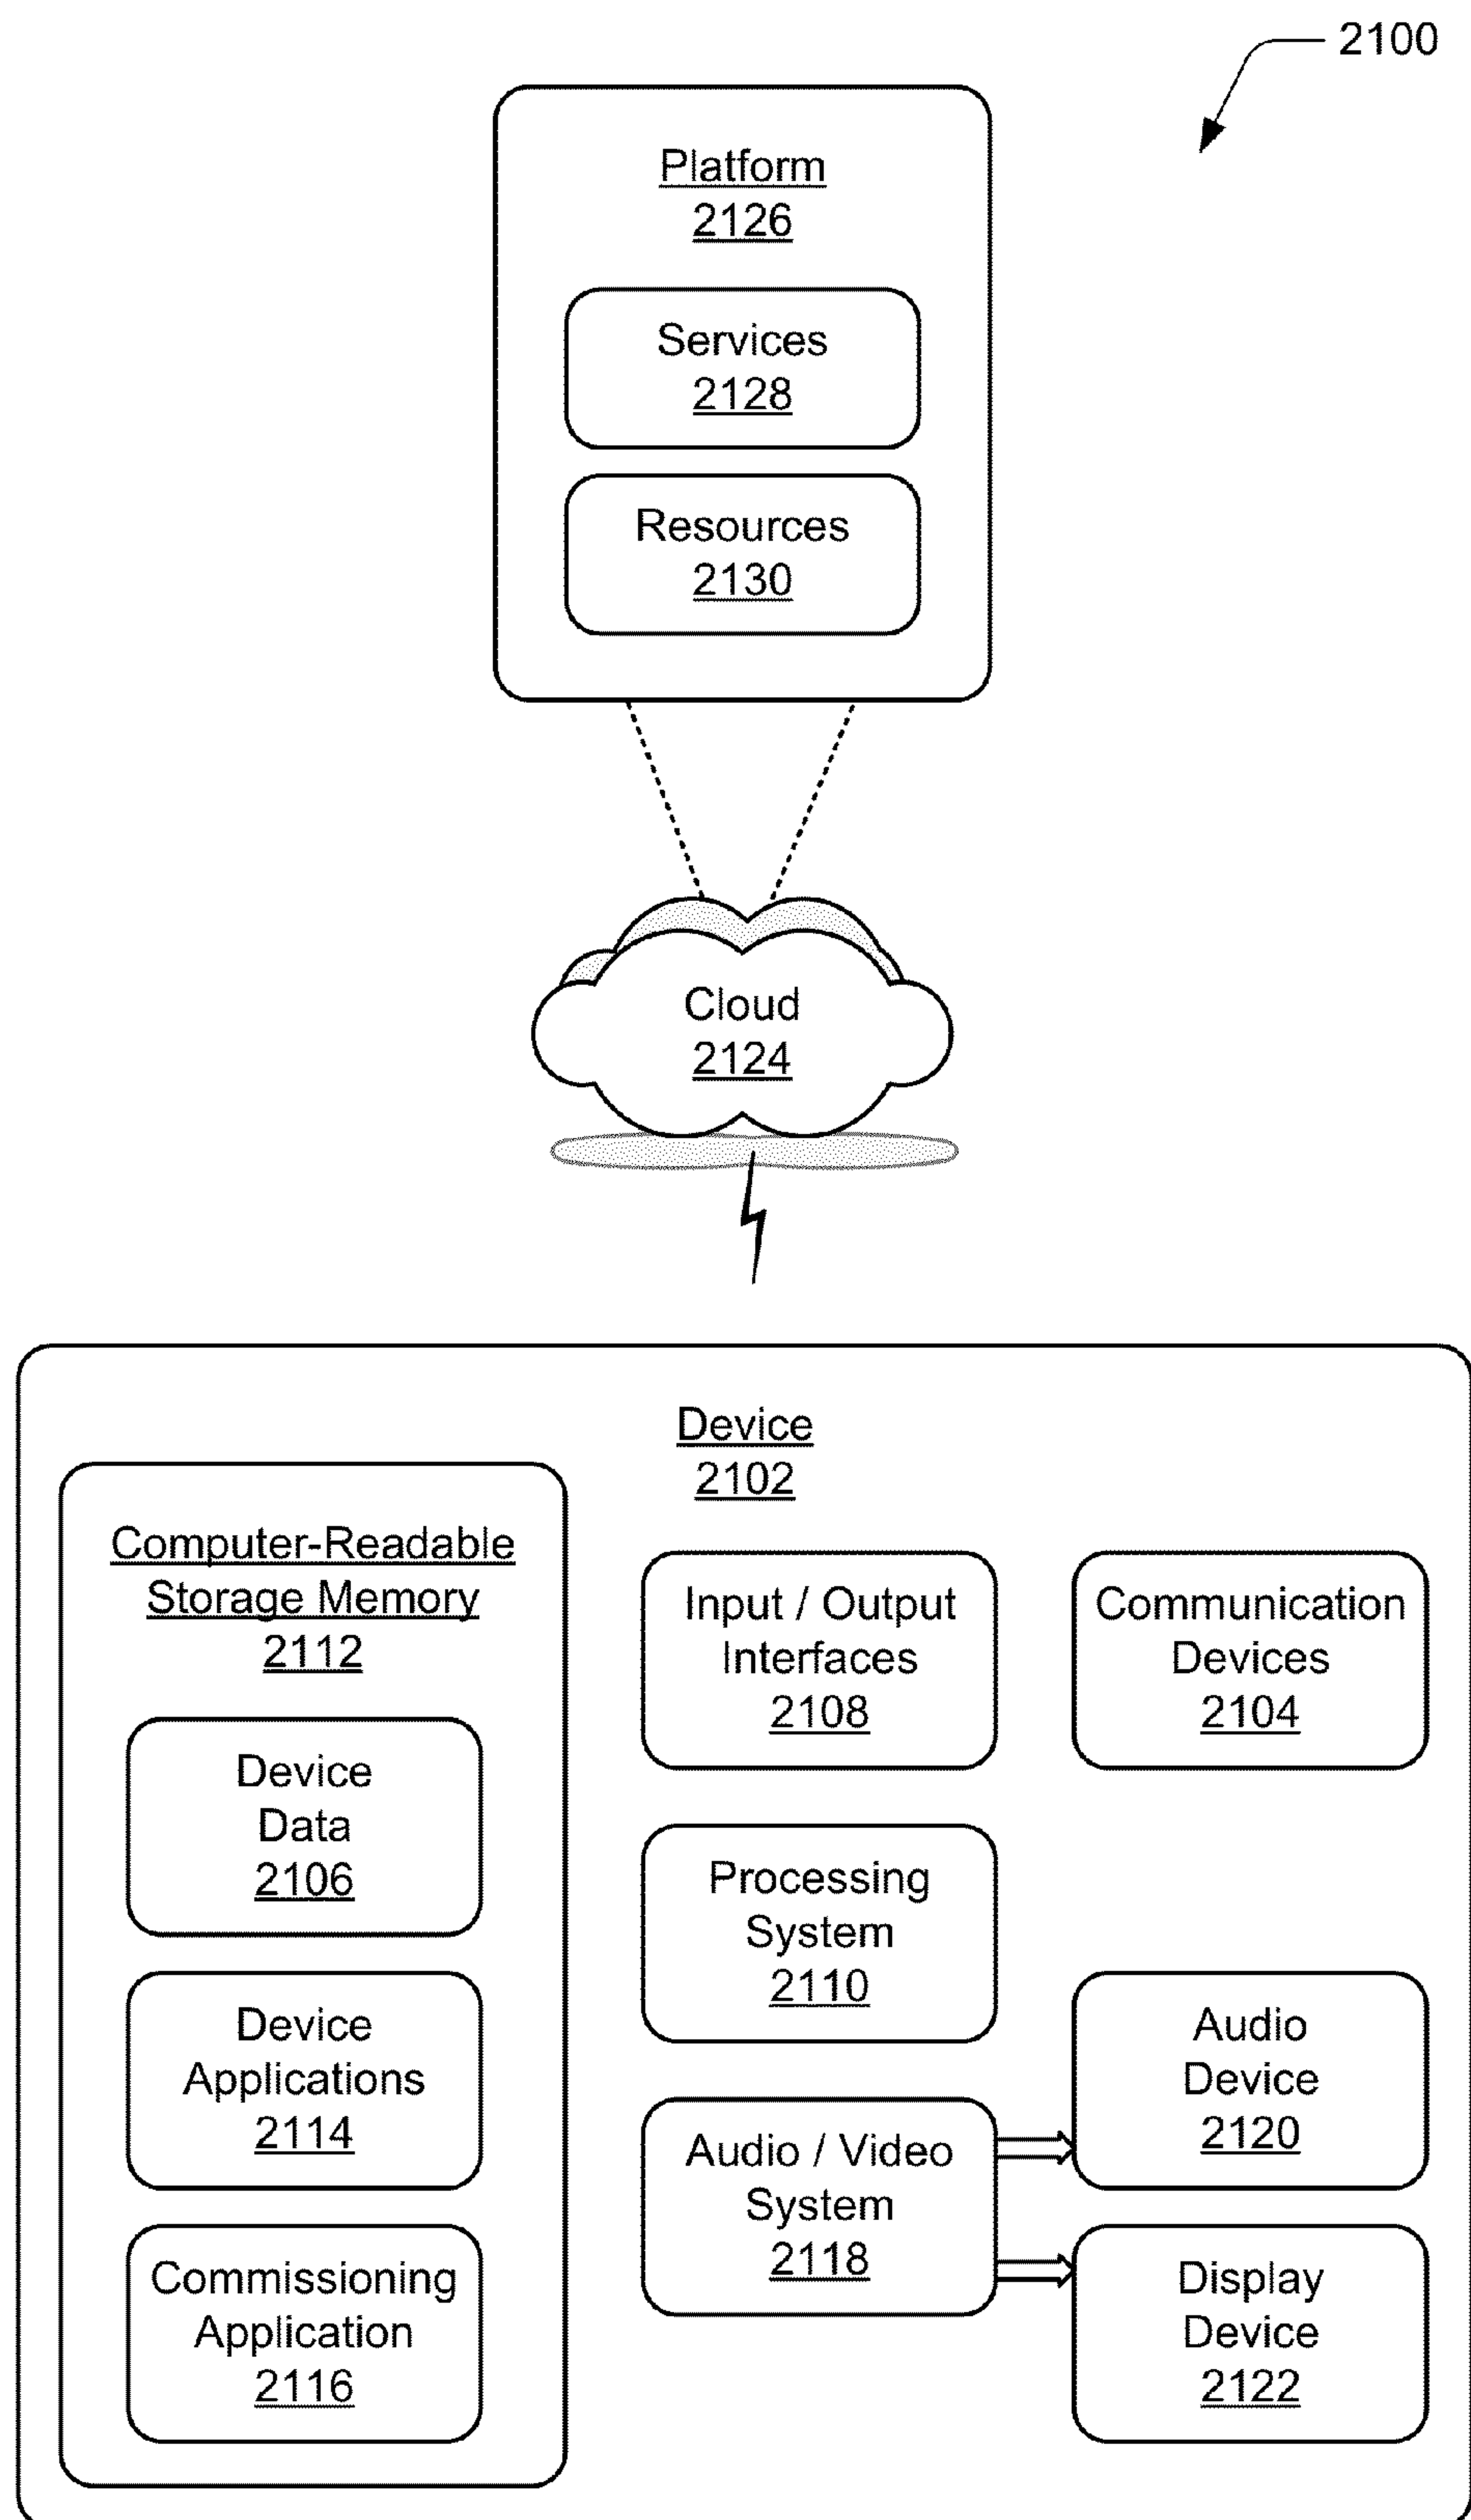 2100
Platform
2126
Services
2128
Resources
2130
Cloud
2124
Device
2102
Computer-Readable
Storage Memory
2112
Device
Data
2106
Device
Applications
2114
Commissioning
Application
2116
Input / Output
Interfaces
2108
Processing
System
2110
Audio / Video
System
2118
Communication
Devices
2104
Audio
Device
2120
Display
Device
2122